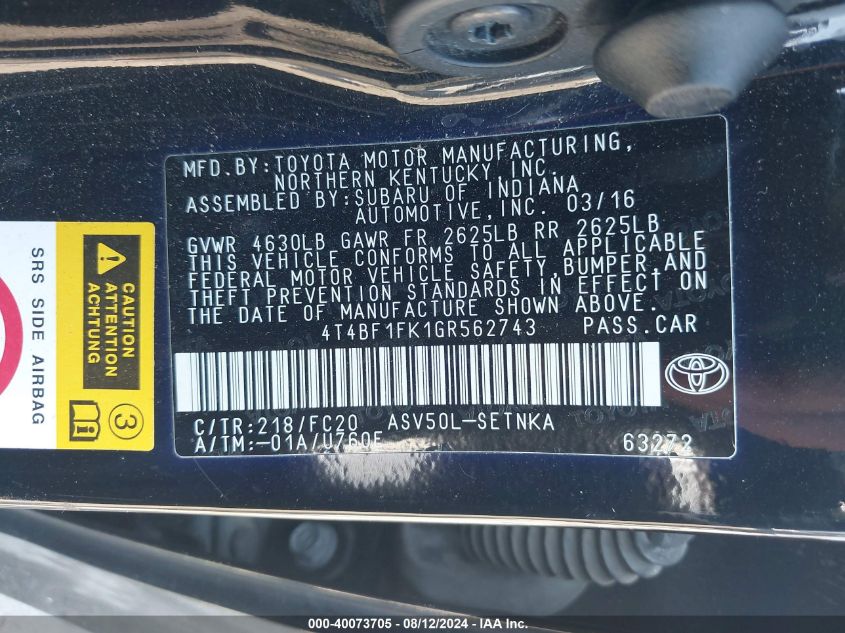 MFD. BY: TOYOTA MOTOR MANUFACTURING,
NORTHERN KENTUCKY, INC.
ASSEMBLED BY: SUBARU OF INDIANA
AUTOMOTIVE, INC. 03/16
GVWR 4630LB GAWR FR 2625LB RR 2625LB
THIS VEHICLE CONFORMS TO ALL APPLICABLE
FEDERAL MOTOR VEHICLE SAFETY, BUMPER, AND
THEFT PREVENTION STANDARDS IN EFFECT ON
THE DATE OF MANUFACTURE SHOWN ABOVE.
4T4BF1FK1GR562743 PASS. CAR
C/TR: 218/FC20 ASV50L-SETNKA
A/TM: -01A/U760E 63272
SRS SIDE AIRBAG
CAUTION
ATTENTION
ACHTUNG
3
000-40073705 - 08/12/2024 - IAA Inc.